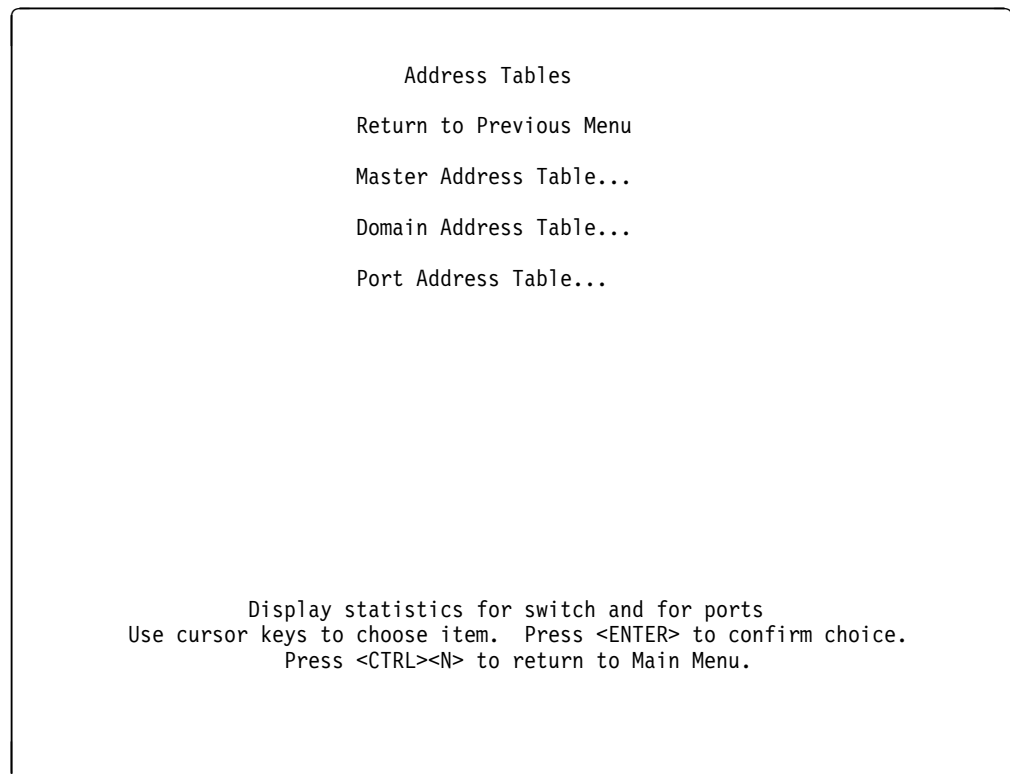 Address Tables
Return to Previous Menu
Master Address Table...
Domain Address Table...
Port Address Table...
Display statistics for switch and for ports
Use cursor keys to choose item. Press <ENTER> to confirm choice.
Press <CTRL><N> to return to Main Menu.